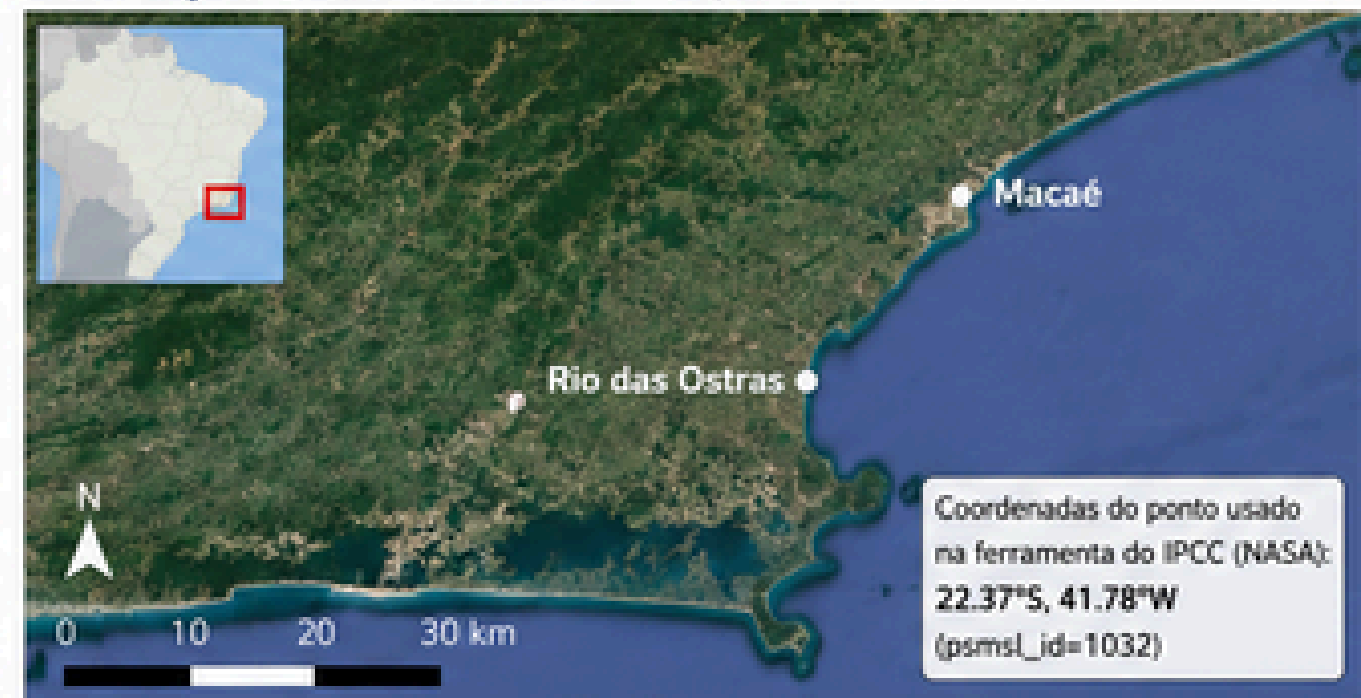 Macaé
Rio das Ostras
N
0 10 20 30 km
Coordenadas do ponto usado
na ferramenta do IPCC (NASA):
22.37°S, 41.78°W
(psmsl_id=1032)